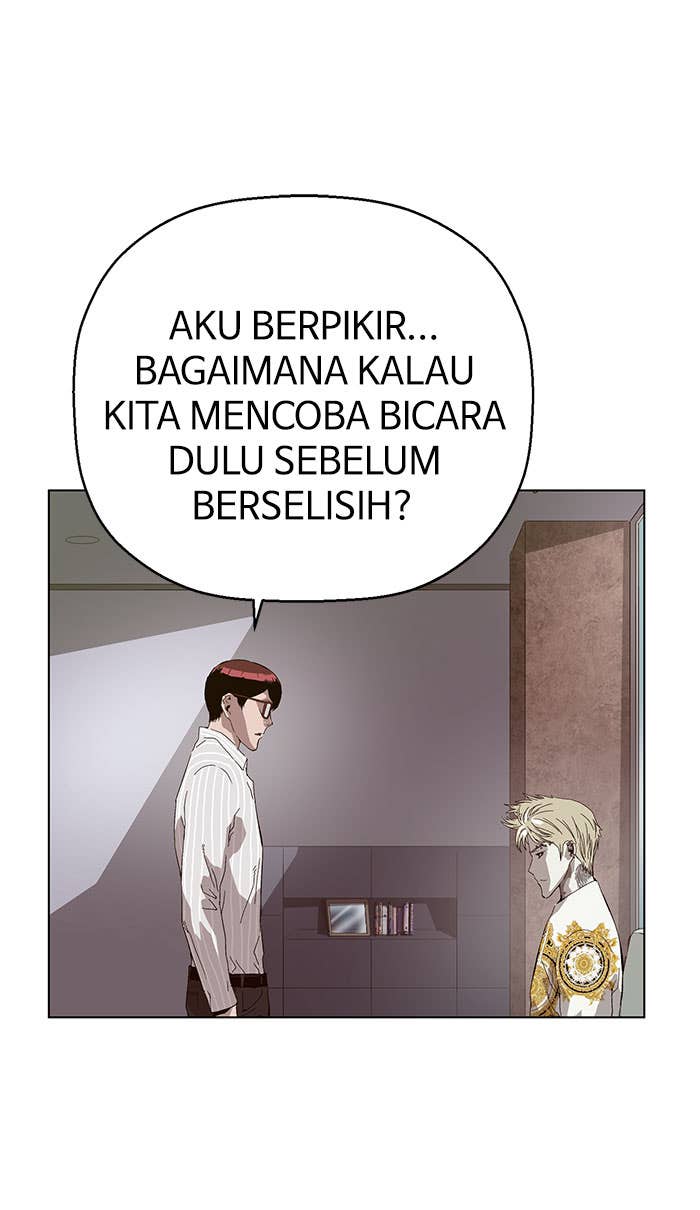 AKU BERPIKIR...
BAGAIMANA KALAU
KITA MENCOBA BICARA
DULU SEBELUM
BERSELISIH?